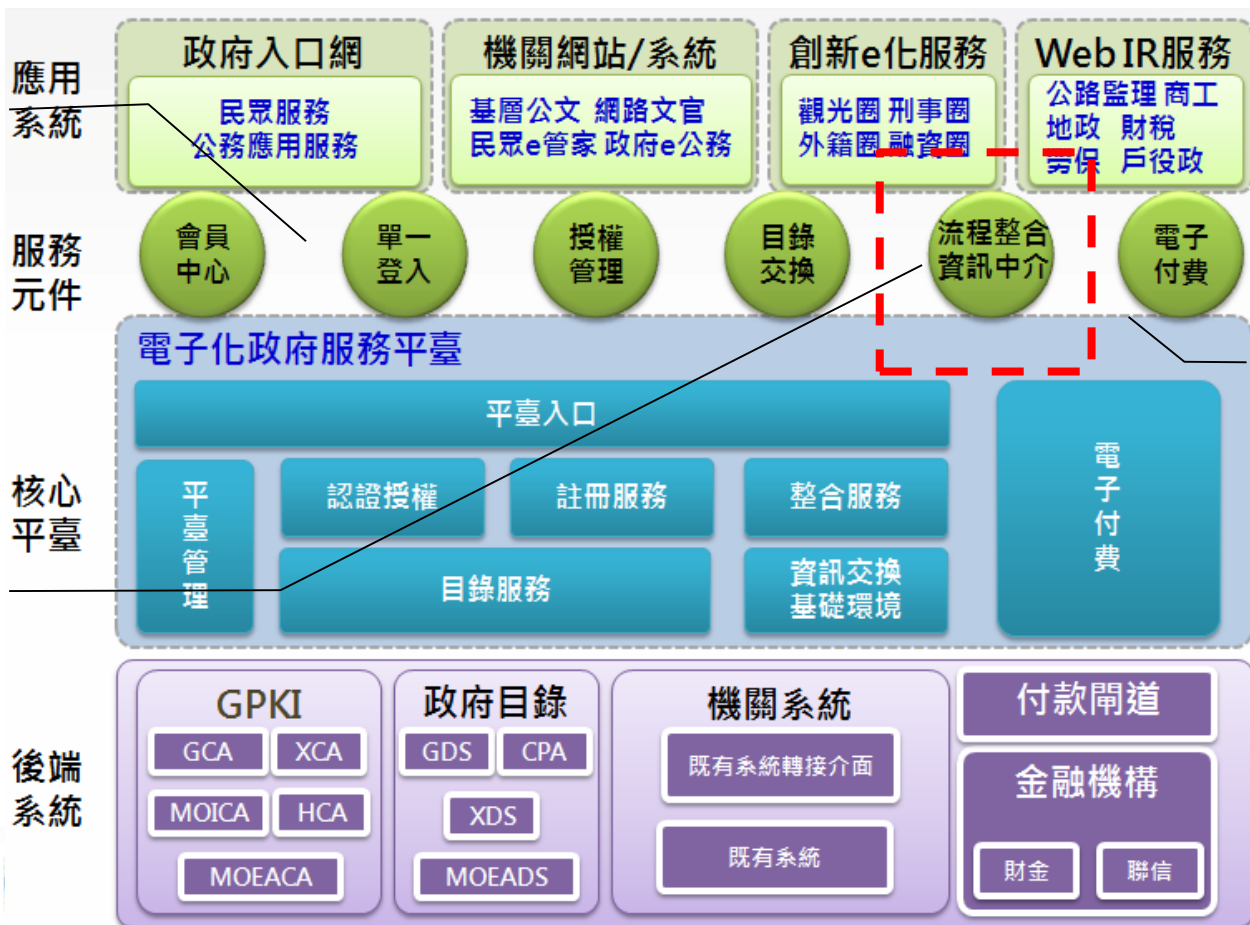 應用
系統
政府入口網
民眾服務
公務應用服務
機關網站/系統
基層公文 網路文官
民眾e管家 政府e公務
創新e化服務
觀光圈 刑事圈
外籍圈 融資圈
Web IR服務
公路監理 商工
地政 財稅
勞保 戶役政
服務
元件
會員
中心
單一
登入
授權
管理
目錄
交換
流程整合
資訊中介
電子
付費
核心
平臺
電子化政府服務平臺
平臺入口
平臺管理
認證授權
註冊服務
整合服務
目錄服務
資訊交換
基礎環境
電子付費
後端
系統
GPKI
GCA
XCA
MOICA
HCA
MOEACA
政府目錄
GDS
CPA
XDS
MOEADS
機關系統
既有系統轉接介面
既有系統
付款閘道
金融機構
財金
聯信